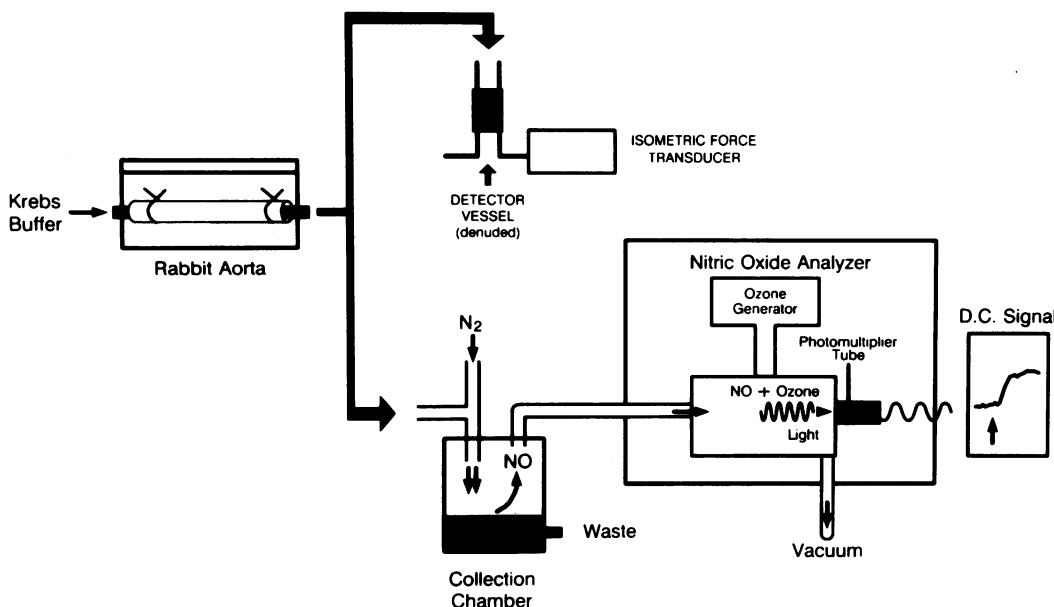 ISOMETRIC FORCE
TRANSDUCER
DETECTOR
VESSEL
(denuded)
Krebs
Buffer
Rabbit Aorta
Nitric Oxide Analyzer
Ozone
Generator
N2
D.C. Signal
Photomultiplier
Tube
NO + Ozone
Light
NO
Waste
Vacuum
Collection
Chamber